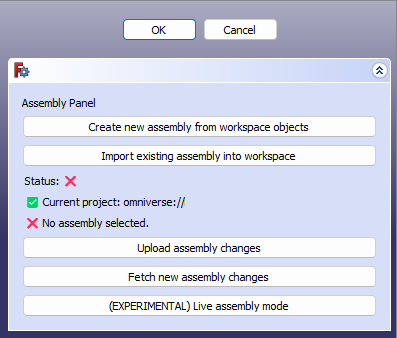 OK Cancel
Assembly Panel
Create new assembly from workspace objects
Import existing assembly into workspace
Status: ❌
✅ Current project: omniverse://
❌ No assembly selected.
Upload assembly changes
Fetch new assembly changes
(EXPERIMENTAL) Live assembly mode